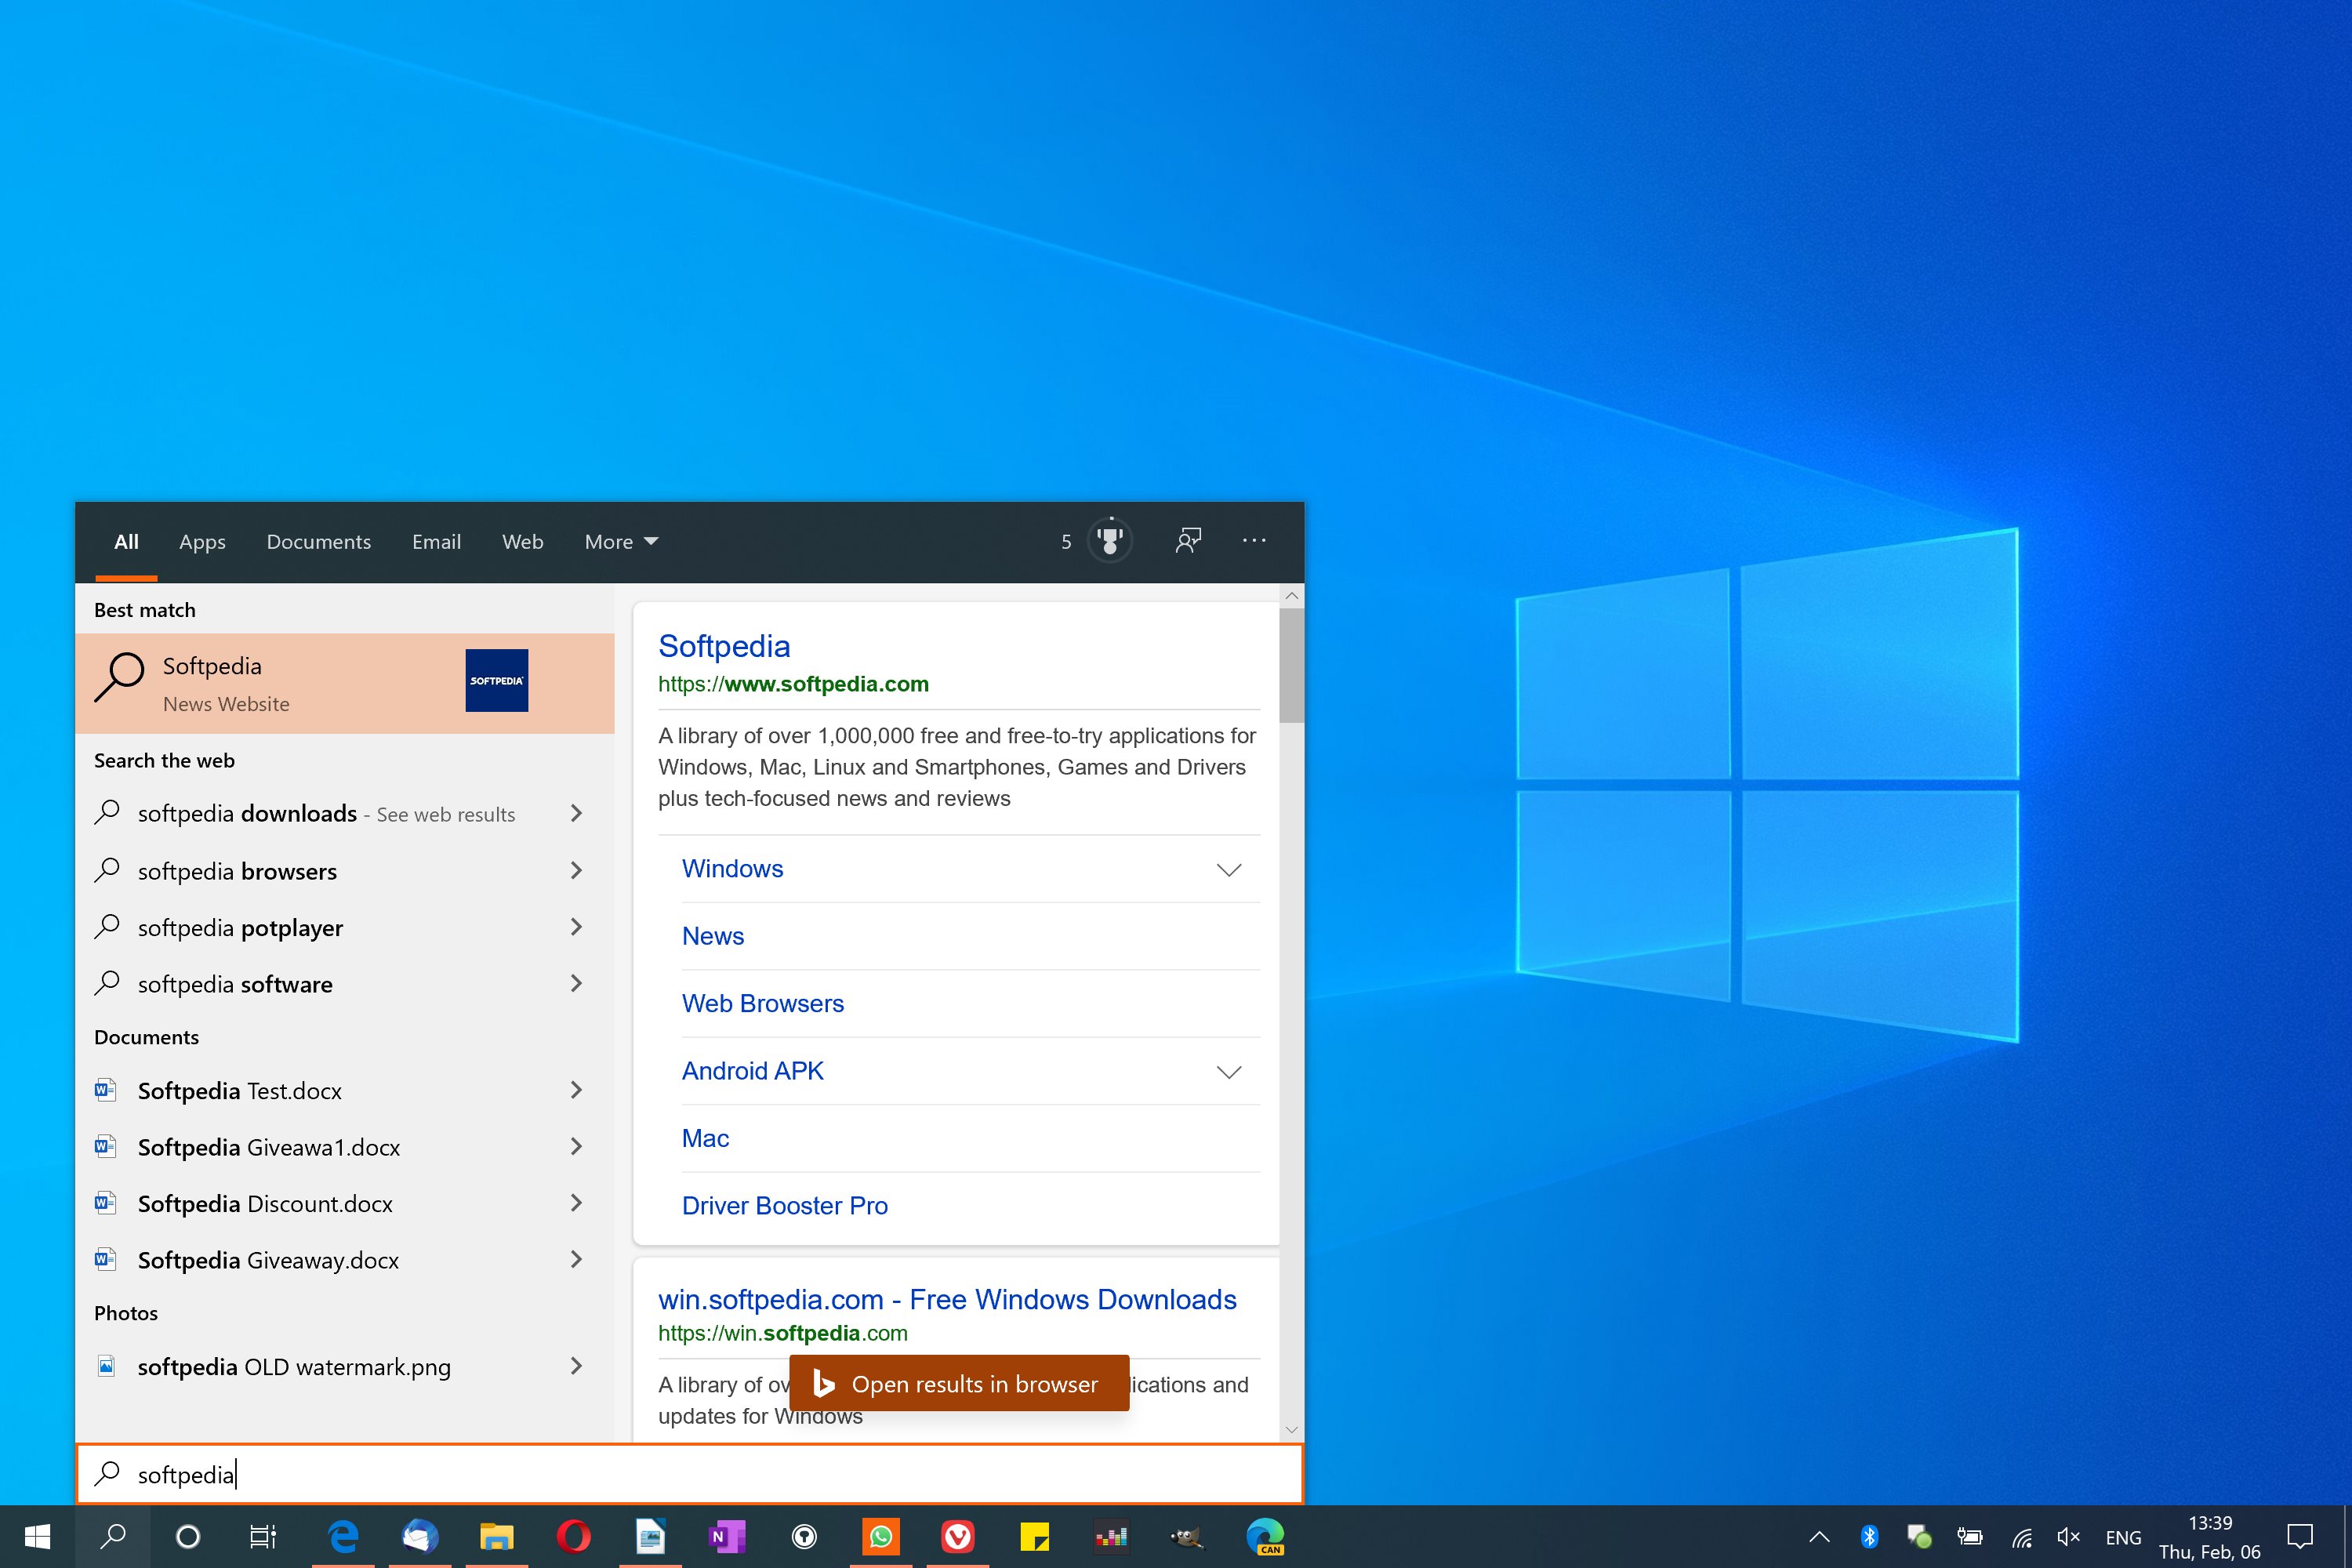 All Apps Documents Email Web More 5
Best match
Softpedia
News Website
SOFTPEDIA
Search the web
softpedia downloads - See web results
softpedia browsers
softpedia potplayer
softpedia software
Documents
Softpedia Test.docx
Softpedia Giveawa1.docx
Softpedia Discount.docx
Softpedia Giveaway.docx
Photos
softpedia OLD watermark.png
Softpedia
https://www.softpedia.com
A library of over 1,000,000 free and free-to-try applications for
Windows, Mac, Linux and Smartphones, Games and Drivers
plus tech-focused news and reviews
Windows
News
Web Browsers
Android APK
Mac
Driver Booster Pro
win.softpedia.com - Free Windows Downloads
https://win.softpedia.com
A library of ov lications and
updates for Windows
Open results in browser
softpedia
N
CAN
ENG
13:39
Thu, Feb, 06